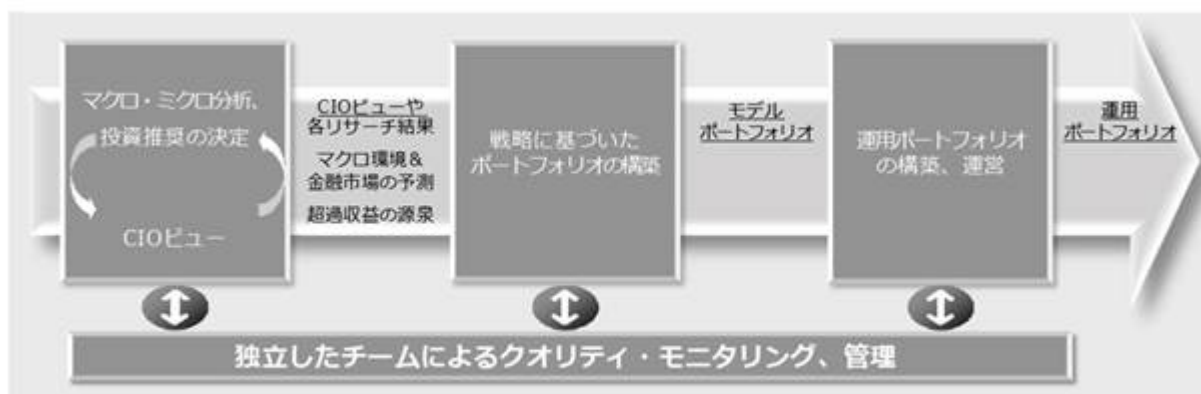 マクロ・ミクロ分析、
投資推奨の決定
CIOビュー
CIOビューや
各リサーチ結果
マクロ環境&
金融市場の予測
超過収益の源泉
戦略に基づいた
ポートフォリオの構築
モデル
ポートフォリオ
運用ポートフォリオ
の構築、運営
運用
ポートフォリオ
独立したチームによるクオリティ・モニタリング、管理